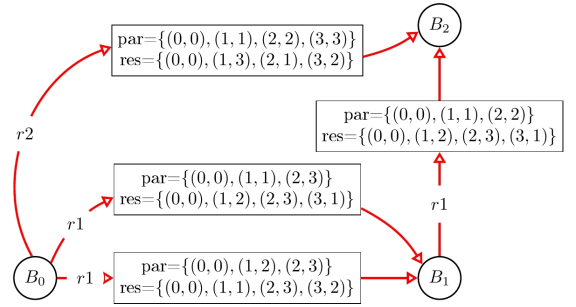 B2
par={(0, 0), (1, 1), (2, 2), (3, 3)}
res={(0, 0), (1, 3), (2, 1), (3, 2)}
par={(0, 0), (1, 1), (2, 2)}
res={(0, 0), (1, 2), (2, 3), (3, 1)}
r2
par={(0, 0), (1, 1), (2, 3)}
res={(0, 0), (1, 2), (2, 3), (3, 1)}
r1
r1
par={(0, 0), (1, 2), (2, 3)}
res={(0, 0), (1, 1), (2, 3), (3, 2)}
B0
r1
B1